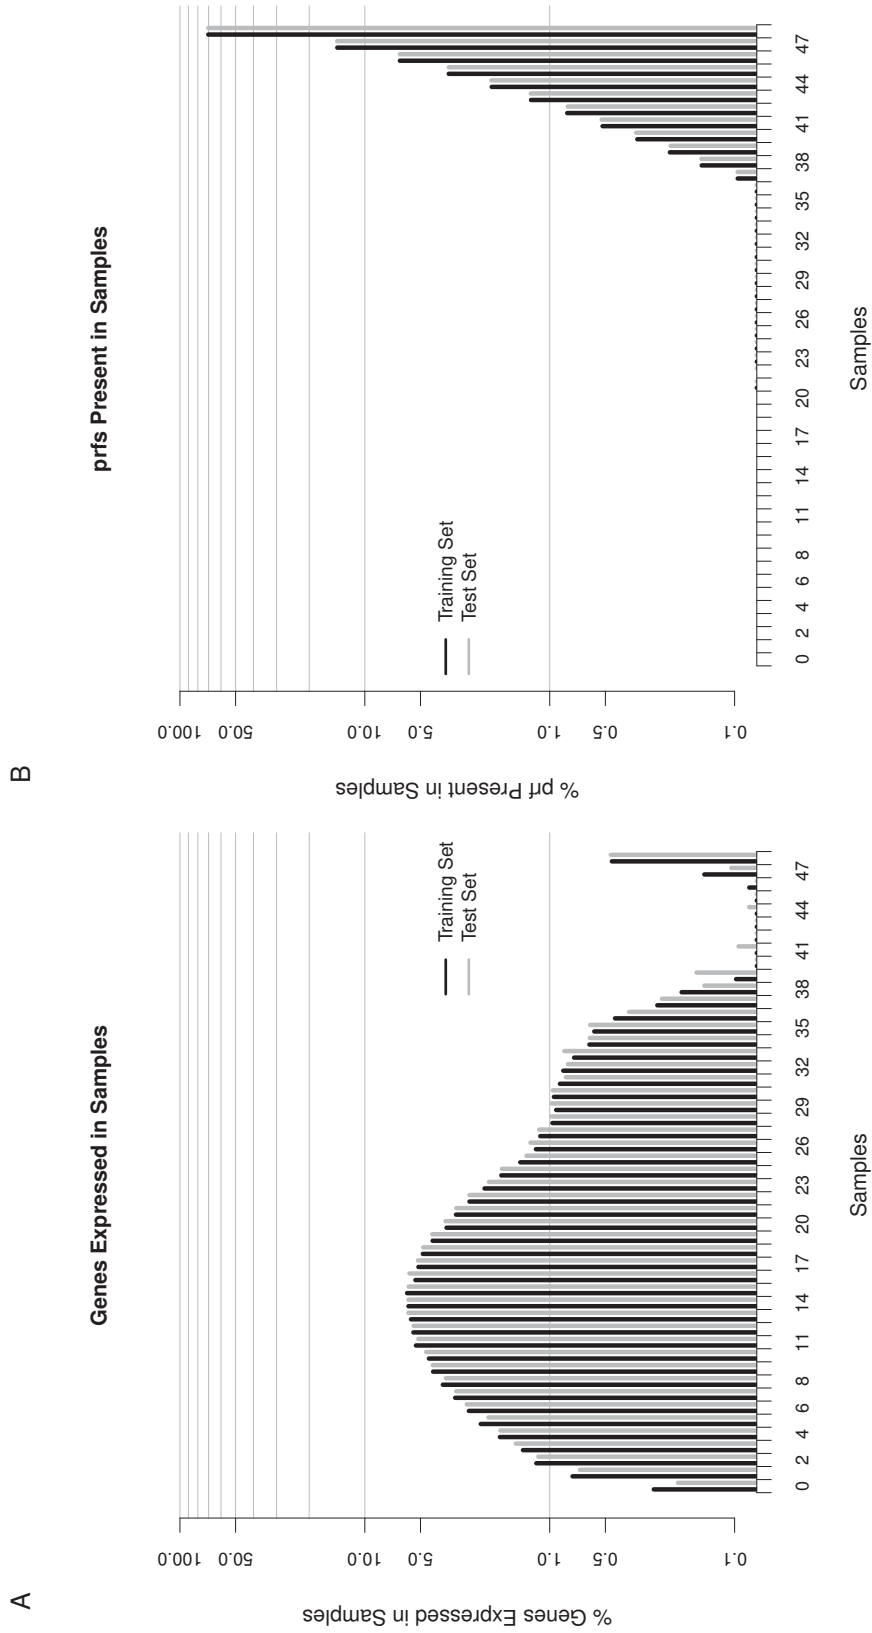 A
Genes Expressed in Samples
% Genes Expressed in Samples
100.0
50.0
10.0
5.0
1.0
0.5
0.1
Training Set
Test Set
0 2 4 6 8 11 14 17 20 23 26 29 32 35 38 41 44 47
Samples
B
prfs Present in Samples
% prf Present in Samples
100.0
50.0
10.0
5.0
1.0
0.5
0.1
Training Set
Test Set
0 2 4 6 8 11 14 17 20 23 26 29 32 35 38 41 44 47
Samples